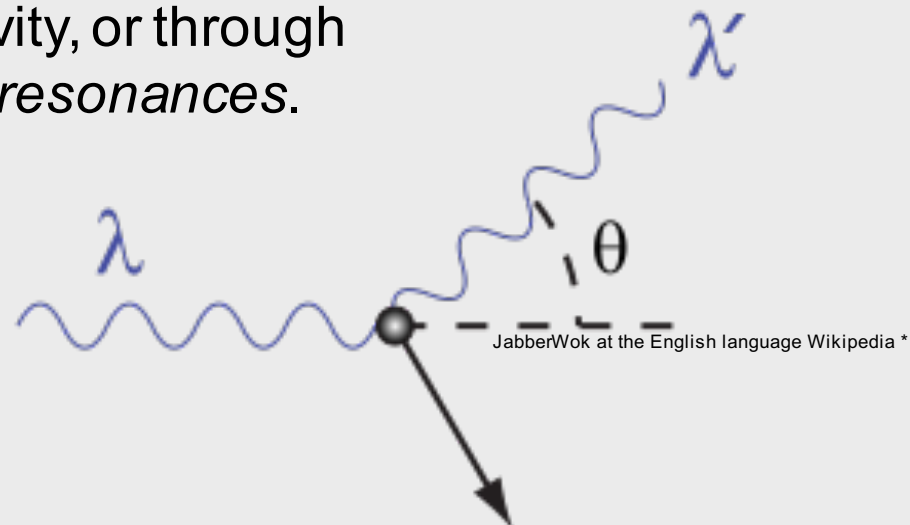 vity, or through
resonances.
λ′
λ
θ
JabberWok at the English language Wikipedia *